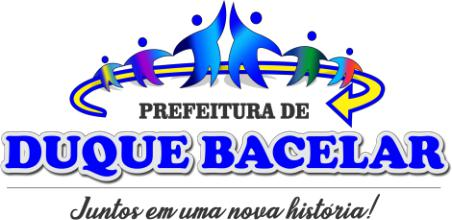 PREFEITURA DE
DUQUE BACELAR
Juntos em uma nova história!